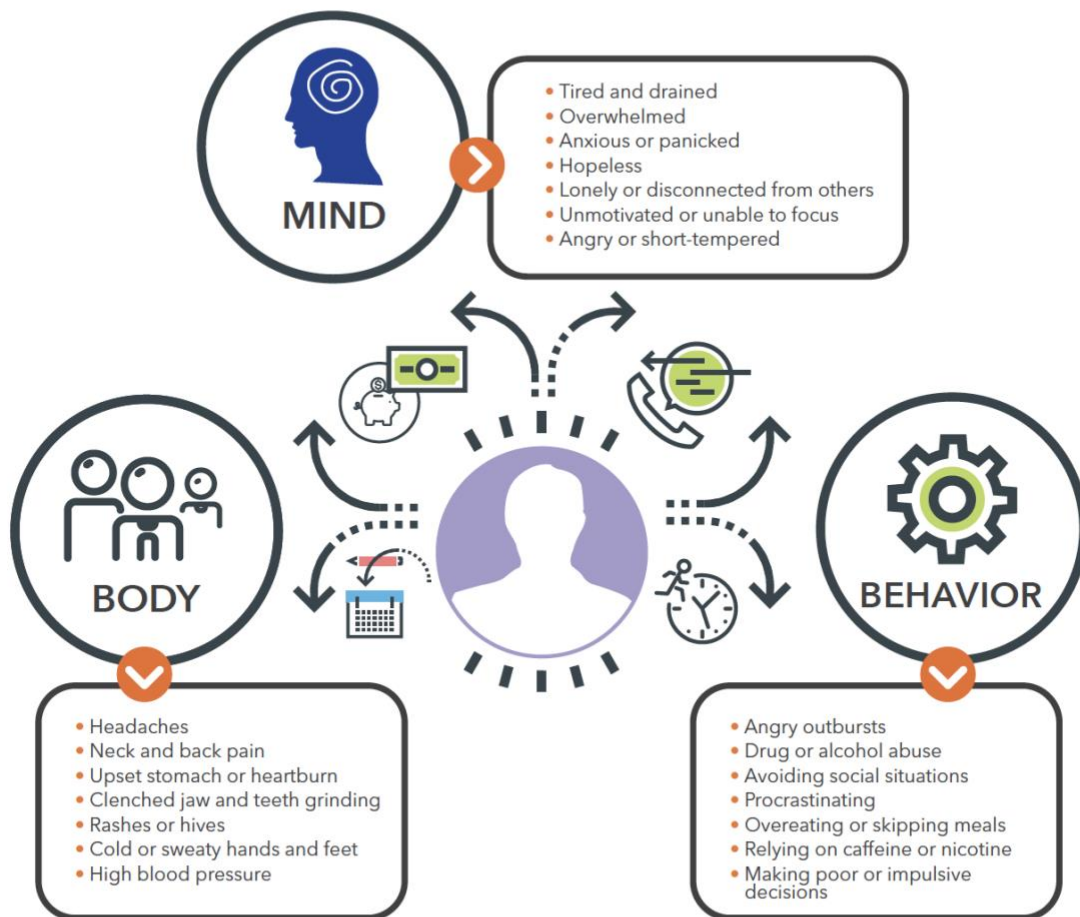 MIND
• Tired and drained
• Overwhelmed
• Anxious or panicked
• Hopeless
• Lonely or disconnected from others
• Unmotivated or unable to focus
• Angry or short-tempered
$
BODY
• Headaches
• Neck and back pain
• Upset stomach or heartburn
• Clenched jaw and teeth grinding
• Rashes or hives
• Cold or sweaty hands and feet
• High blood pressure
BEHAVIOR
• Angry outbursts
• Drug or alcohol abuse
• Avoiding social situations
• Procrastinating
• Overeating or skipping meals
• Relying on caffeine or nicotine
• Making poor or impulsive
decisions